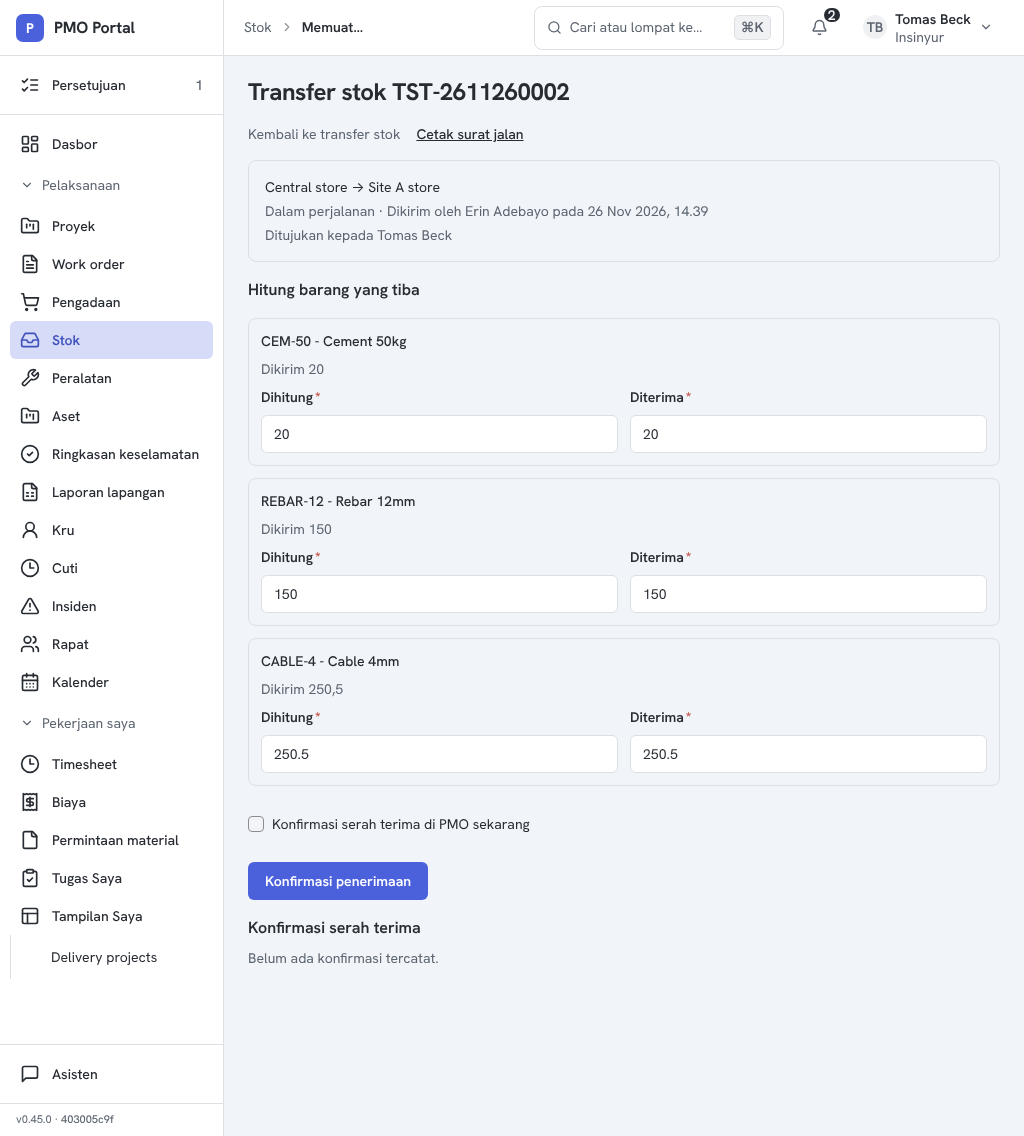 P PMO Portal
Stok > Memuat...
Cari atau lompat ke... ⌘K
2
TB
Tomas Beck
Insinyur
Persetujuan 1
Dasbor
Pelaksanaan
Proyek
Work order
Pengadaan
Stok
Peralatan
Aset
Ringkasan keselamatan
Laporan lapangan
Kru
Cuti
Insiden
Rapat
Kalender
Pekerjaan saya
Timesheet
Biaya
Permintaan material
Tugas Saya
Tampilan Saya
Delivery projects
Asisten
v0.45.0 · 403005c9f
Transfer stok TST-2611260002
Kembali ke transfer stok Cetak surat jalan
Central store → Site A store
Dalam perjalanan · Dikirim oleh Erin Adebayo pada 26 Nov 2026, 14.39
Ditujukan kepada Tomas Beck
Hitung barang yang tiba
CEM-50 - Cement 50kg
Dikirim 20
Dihitung* Diterima*
20 20
REBAR-12 - Rebar 12mm
Dikirim 150
Dihitung* Diterima*
150 150
CABLE-4 - Cable 4mm
Dikirim 250,5
Dihitung* Diterima*
250.5 250.5
Konfirmasi serah terima di PMO sekarang
Konfirmasi penerimaan
Konfirmasi serah terima
Belum ada konfirmasi tercatat.